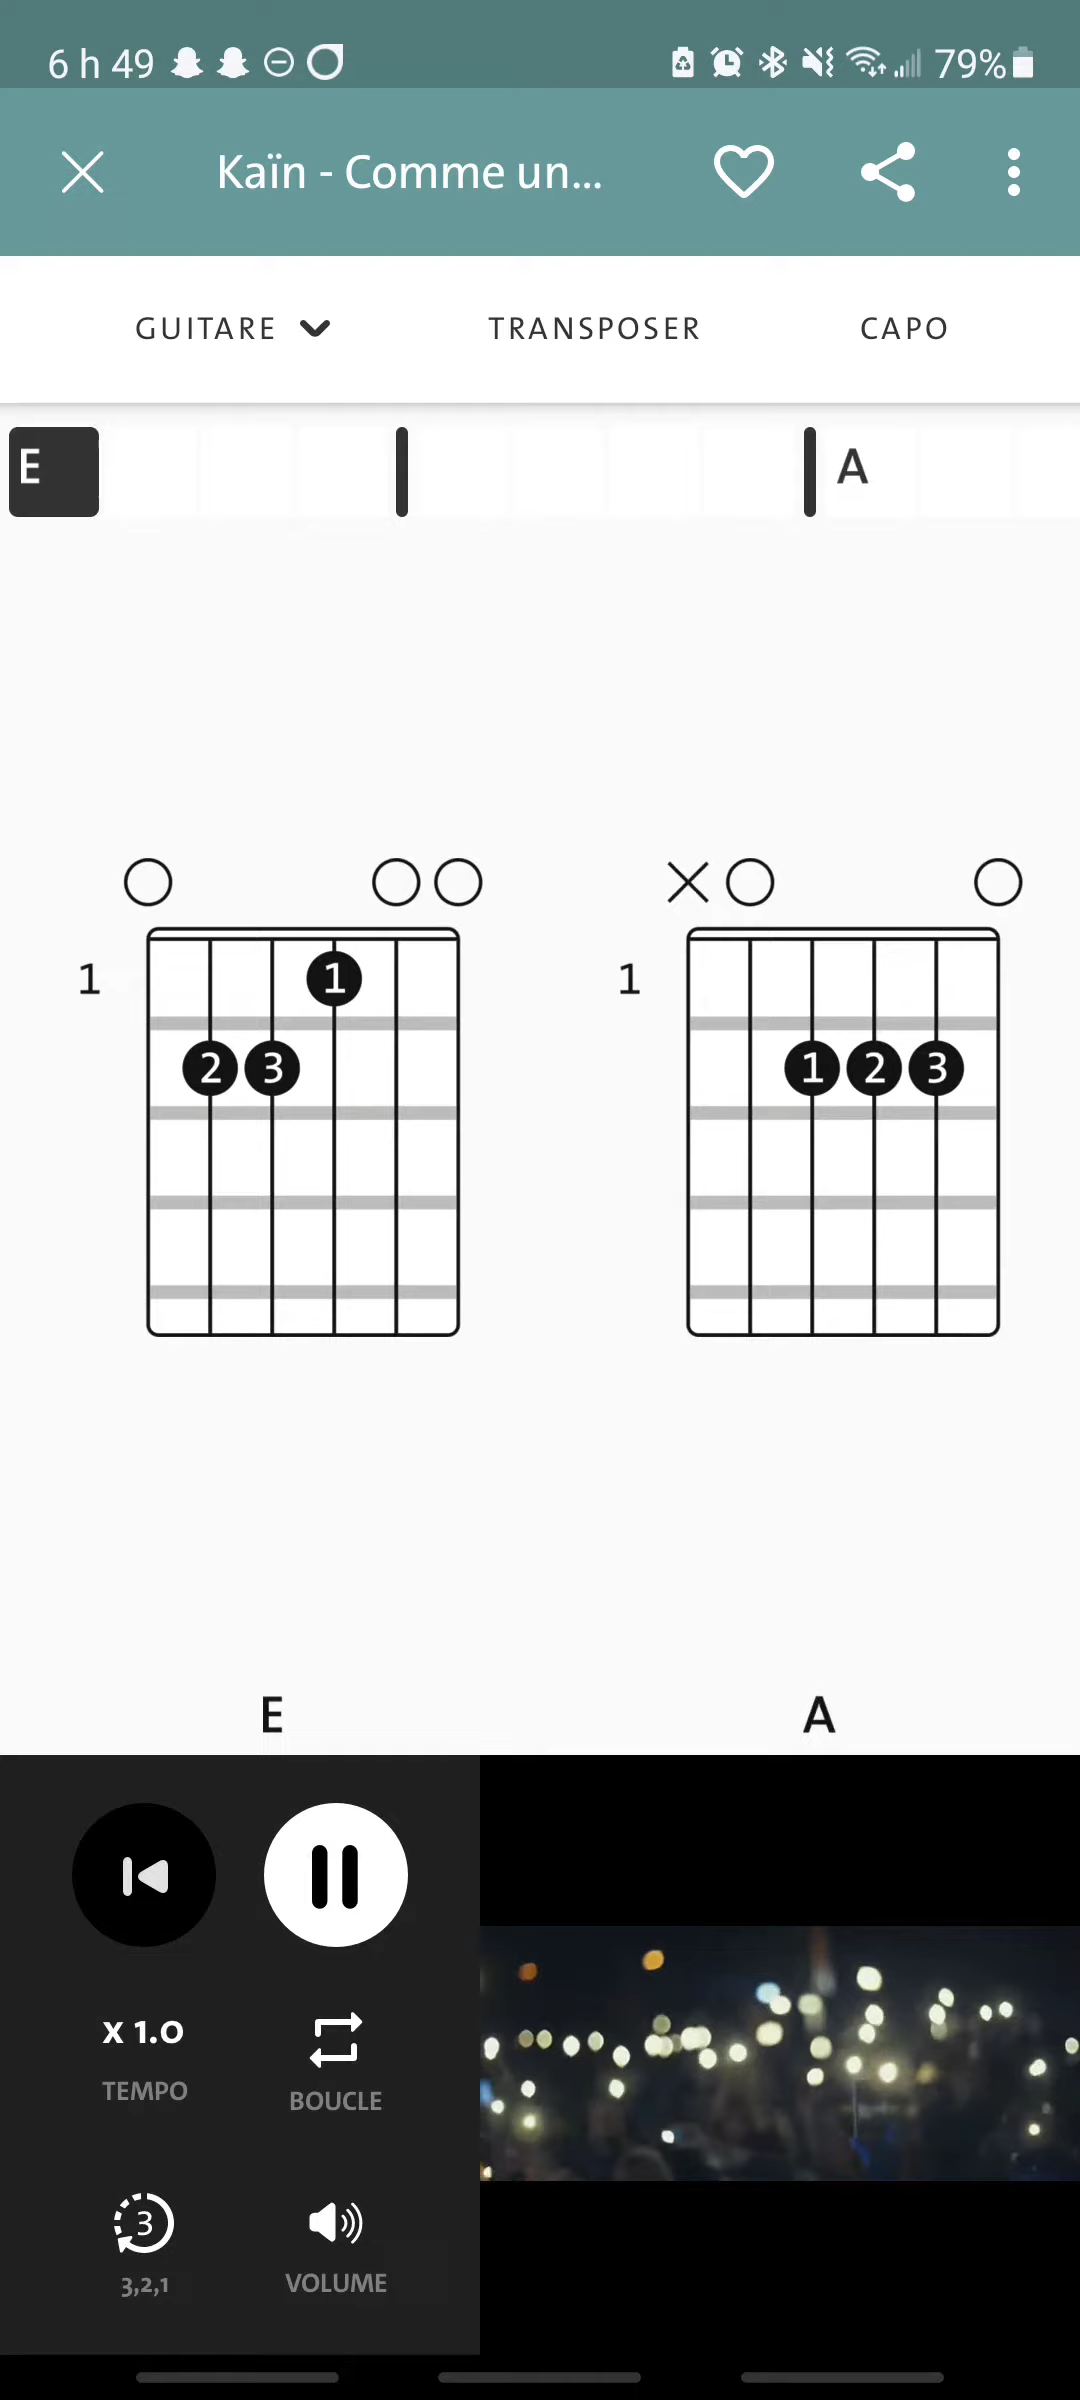 6 h 49 79%
Kaïn - Comme un...
GUITARE TRANSPOSER CAPO
E A
1 1 1
2 3 1 2 3
E A
x 1.0
TEMPO BOUCLE
3
3,2,1 VOLUME